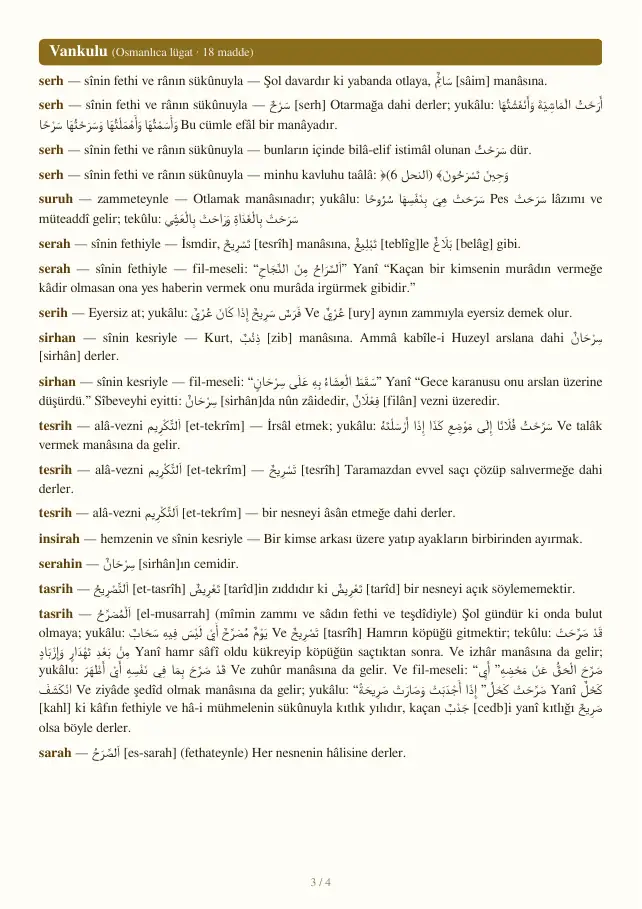 Vankulu (Osmanlıca lügat · 18 madde)
serh — sînin fethi ve rânın sükûnuyla — Şol davardır ki yabanda otlaya, سَائِمٌ [sâim] manâsına.
serh — sînin fethi ve rânın sükûnuyla — سَرْحٌ [serh] Otarmağa dahi derler; yukâlu: أَرَحْتُ الْمَاشِيَةَ وَأَنْفَشْتُهَا
وَأَسَمْتُهَا وَأَهْمَلْتُهَا وَسَرَحْتُهَا سَرْحًا Bu cümle efâl bir manâyadır.
serh — sînin fethi ve rânın sükûnuyla — bunların içinde bilâ-elif istimâl olunan سَرَحْتُ dür.
serh — sînin fethi ve rânın sükûnuyla — minhu kavluhu taâlâ: ﴿وَحِينَ تَسْرَحُونَ﴾ (النحل 6)
suruh — zammeteynle — Otlamak manâsınadır; yukâlu: سَرَحَتْ هِيَ بِنَفْسِهَا سُرُوحًا Pes سَرَحَتْ lâzımı ve
müteaddî gelir; tekûlu: سَرَحَتْ بِالْغَدَاةِ وَرَاحَتْ بِالْعَشِيِّ
serah — sînin fethiyle — İsmdir, تَسْرِيحٌ [tesrîh] manâsına, تَبْلِيغٌ [teblîg]le بَلَاغٌ [belâg] gibi.
serah — sînin fethiyle — fil-meseli: “اَلسَّرَاحُ مِنَ النَّجَاحِ” Yanî “Kaçan bir kimsenin murâdın vermeğe
kâdir olmasan ona yes haberin vermek onu murâda irgürmek gibidir.”
serih — Eyersiz at; yukâlu: فَرَسٌ سَرِيحٌ إِذَا كَانَ عُرْيٌ Ve عُرْيٌ [ury] aynın zammıyla eyersiz demek olur.
sirhan — sînin kesriyle — Kurt, ذِئْبٌ [zib] manâsına. Ammâ kabîle-i Huzeyl arslana dahi سِرْحَانٌ
[sirhân] derler.
sirhan — sînin kesriyle — fil-meseli: “سَقَطَ الْعِشَاءُ بِهِ عَلَى سِرْحَانٍ” Yanî “Gece karanusu onu arslan üzerine
düşürdü.” Sîbeveyhi eyitti: سِرْحَانٌ [sirhân]da nûn zâidedir, فِعْلَانٌ [filân] vezni üzeredir.
tesrih — alâ-vezni اَلتَّكْرِيم [et-tekrîm] — İrsâl etmek; yukâlu: سَرَّحْتُ فُلَانًا إِلَى مَوْضِعِ كَذَا إِذَا أَرْسَلْتَهُ Ve talâk
vermek manâsına da gelir.
tesrih — alâ-vezni اَلتَّكْرِيم [et-tekrîm] — تَسْرِيحٌ [tesrîh] Taramazdan evvel saçı çözüp salıvermeğe dahi
derler.
tesrih — alâ-vezni اَلتَّكْرِيم [et-tekrîm] — bir nesneyi âsân etmeğe dahi derler.
insirah — hemzenin ve sînin kesriyle — Bir kimse arkası üzere yatıp ayakların birbirinden ayırmak.
serahin — سِرْحَانٌ [sirhân]ın cemidir.
tasrih — اَلتَّصْرِيحُ [et-tasrîh] تَعْرِيضٌ [tarîd]in zıddıdır ki تَعْرِيضٌ [tarîd] bir nesneyi açık söylememektir.
tasrih — اَلْمُصَرِّحُ [el-musarrah] (mîmin zammı ve sâdın fethi ve teşdîdiyle) Şol gündür ki onda bulut
olmaya; yukâlu: يَوْمٌ مُصَرِّحٌ أَيْ لَيْسَ فِيهِ سَحَابٌ Ve تَصْرِيحٌ [tasrîh] Hamrın köpüğü gitmektir; tekûlu: قَدْ صَرَّحَتْ
مِنْ بَعْدِ تَهْدَارٍ وَإِزْبَادٍ Yanî hamr sâfî oldu kükreyip köpüğün saçtıktan sonra. Ve izhâr manâsına da gelir;
yukâlu: قَدْ صَرَّحَ بِمَا فِي نَفْسِهِ أَيْ أَظْهَرَ Ve zuhûr manâsına da gelir. Ve fil-meseli: “صَرَّحَ الْحَقُّ عَنْ مَحْضِهِ” أَيِ
انْكَشَفَ Ve ziyâde şedîd olmak manâsına da gelir; yukâlu: “صَرَّحَتْ كَحْلٌ” إِذَا أَجْدَبَتْ وَصَارَتْ صَرِيحَةً Yanî كَحْلٌ
[kahl] ki kâfın fethiyle ve hâ-i mühmelenin sükûnuyla kıtlık yılıdır, kaçan جَدْبٌ [cedb]i yanî kıtlığı صَرِيحٌ
olsa böyle derler.
sarah — اَلصَّرَحُ [es-sarah] (fethateynle) Her nesnenin hâlisine derler.
3 / 4